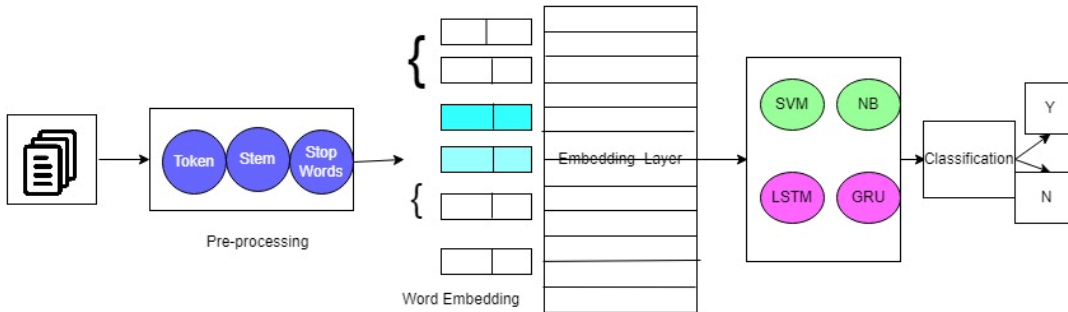 Token
Stem
Stop
Words
Pre-processing
{
{
Word Embedding
Embedding Layer
SVM
NB
LSTM
GRU
Classification
Y
N